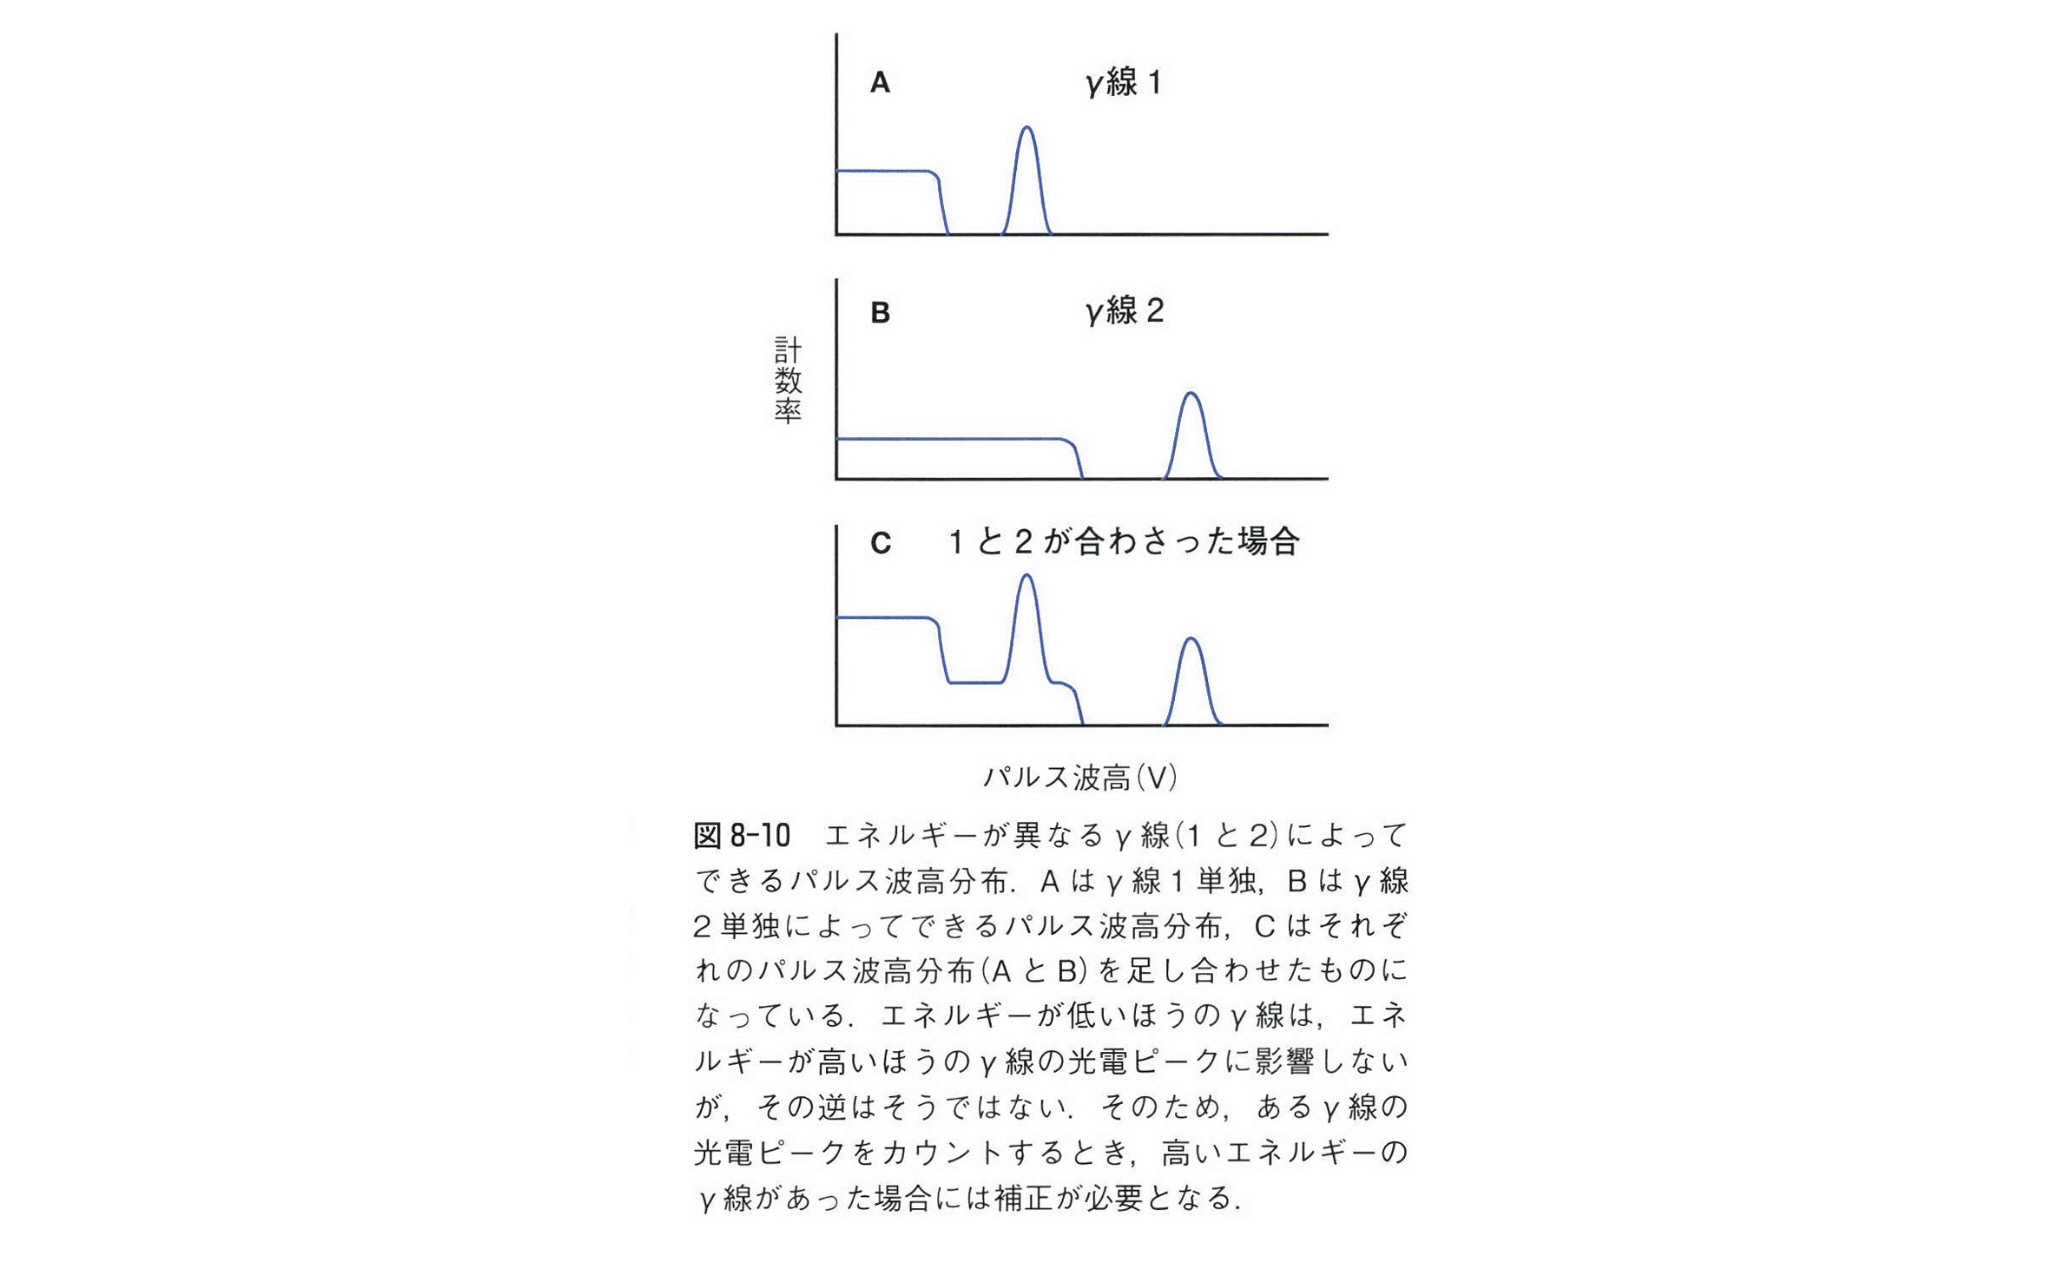 A γ線1
B γ線2
計数率
C 1と2が合わさった場合
パルス波高(V)
図8-10 エネルギーが異なるγ線(1と2)によって
できるパルス波高分布．Aはγ線1単独，Bはγ線
2単独によってできるパルス波高分布，Cはそれぞ
れのパルス波高分布(AとB)を足し合わせたものに
なっている．エネルギーが低いほうのγ線は，エネ
ルギーが高いほうのγ線の光電ピークに影響しない
が，その逆はそうではない．そのため，あるγ線の
光電ピークをカウントするとき，高いエネルギーの
γ線があった場合には補正が必要となる．